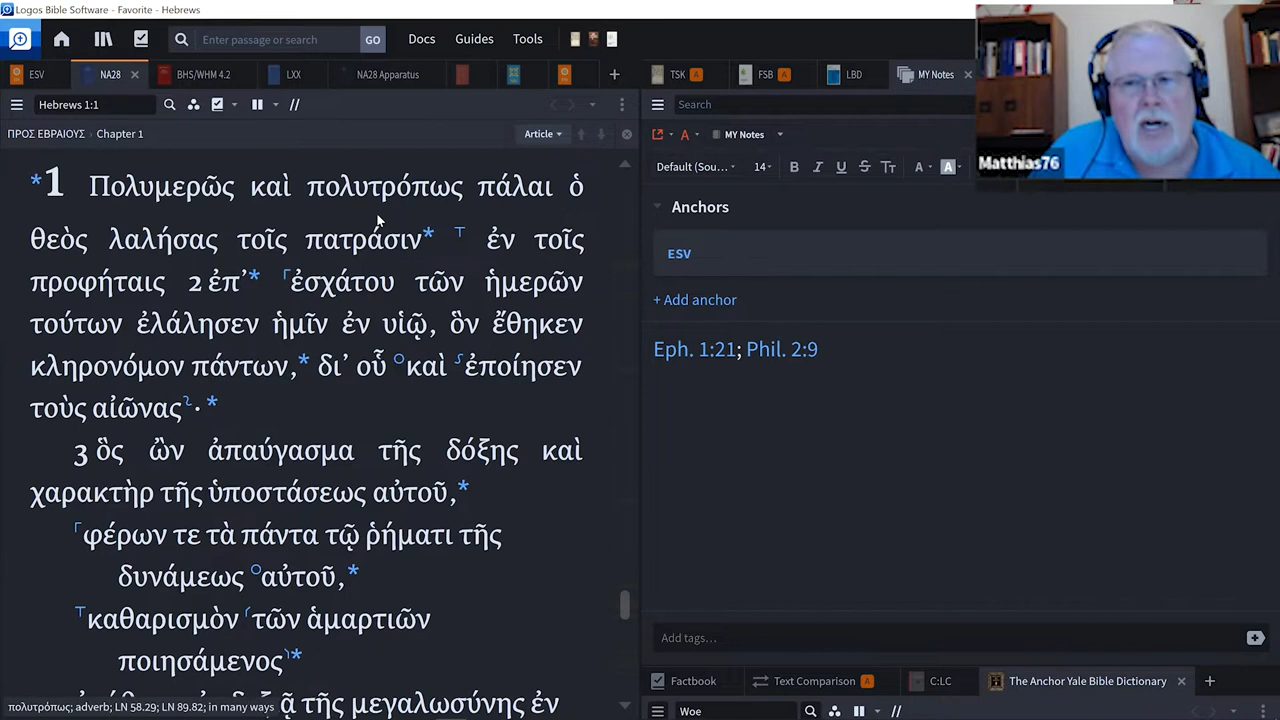 Logos Bible Software - Favorite - Hebrews
Enter passage or search GO Docs Guides Tools
ESV NA28 BHS/WHM 4.2 LXX NA28 Apparatus
TSK A FSB A LBD MY Notes
Hebrews 1:1
Search
ΠΡΟΣ ΕΒΡΑΙΟΥΣ › Chapter 1 Article
MY Notes
Default (Sou... 14 B I U S Tт A A
Matthias76
*1 Πολυμερῶς καὶ πολυτρόπως πάλαι ὁ
θεὸς λαλήσας τοῖς πατράσιν* ⸆ ἐν τοῖς
προφήταις 2 ἐπ’* ⸀ἐσχάτου τῶν ἡμερῶν
τούτων ἐλάλησεν ἡμῖν ἐν υἱῷ, ὃν ἔθηκεν
κληρονόμον πάντων,* δι’ οὗ ⸰καὶ ⸉ἐποίησεν
τοὺς αἰῶνας⸊· *
3 ὃς ὢν ἀπαύγασμα τῆς δόξης καὶ
χαρακτὴρ τῆς ὑποστάσεως αὐτοῦ,*
⸀φέρων τε τὰ πάντα τῷ ῥήματι τῆς
δυνάμεως ⸰αὐτοῦ,*
⸆καθαρισμὸν ⸂τῶν ἁμαρτιῶν
ποιησάμενος⸃*
τῆς μεγαλωσύνης ἐν
πολυτρόπως; adverb; LN 58.29; LN 89.82; in many ways
Anchors
ESV
+ Add anchor
Eph. 1:21; Phil. 2:9
Add tags…
Factbook Text Comparison A C:LC The Anchor Yale Bible Dictionary
Woe